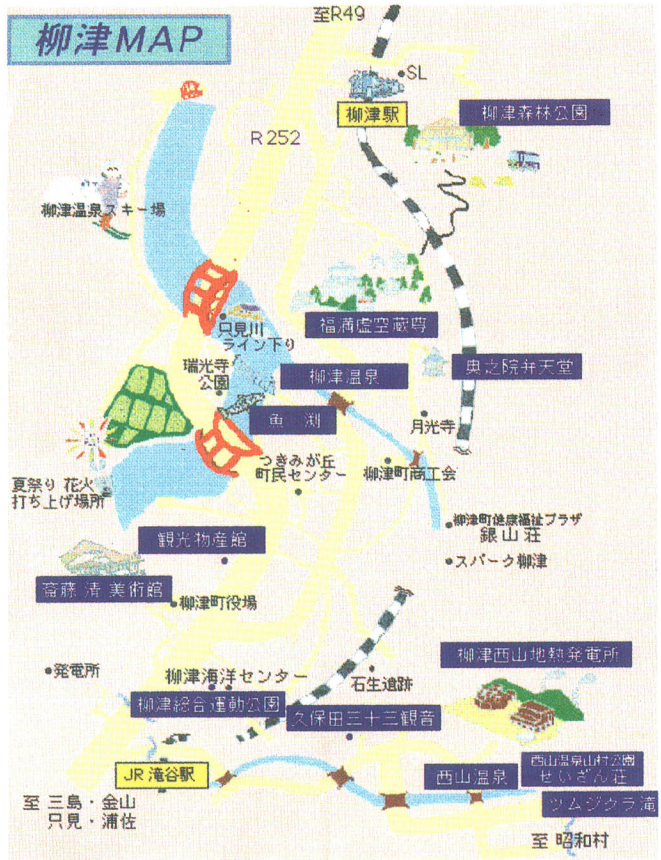 柳津MAP
至R49
SL
柳津駅
柳津森林公園
R252
柳津温泉スキー場
只見川
ライン下り
福満虚空蔵尊
瑞光寺
公園
柳津温泉
奥之院弁天堂
魚渕
月光寺
つきみが丘
町民センター
柳津町商工会
夏祭り 花火
打ち上げ場所
柳津町健康福祉プラザ
銀山荘
観光物産館
スパーク柳津
斎藤 清 美術館
柳津町役場
発電所
柳津海洋センター
石生遺跡
柳津西山地熱発電所
柳津総合運動公園
久保田三十三観音
JR 滝谷駅
西山温泉
西山温泉山村公園
せいざん荘
ツムジクラ滝
至 三島・金山
只見・浦佐
至 昭和村